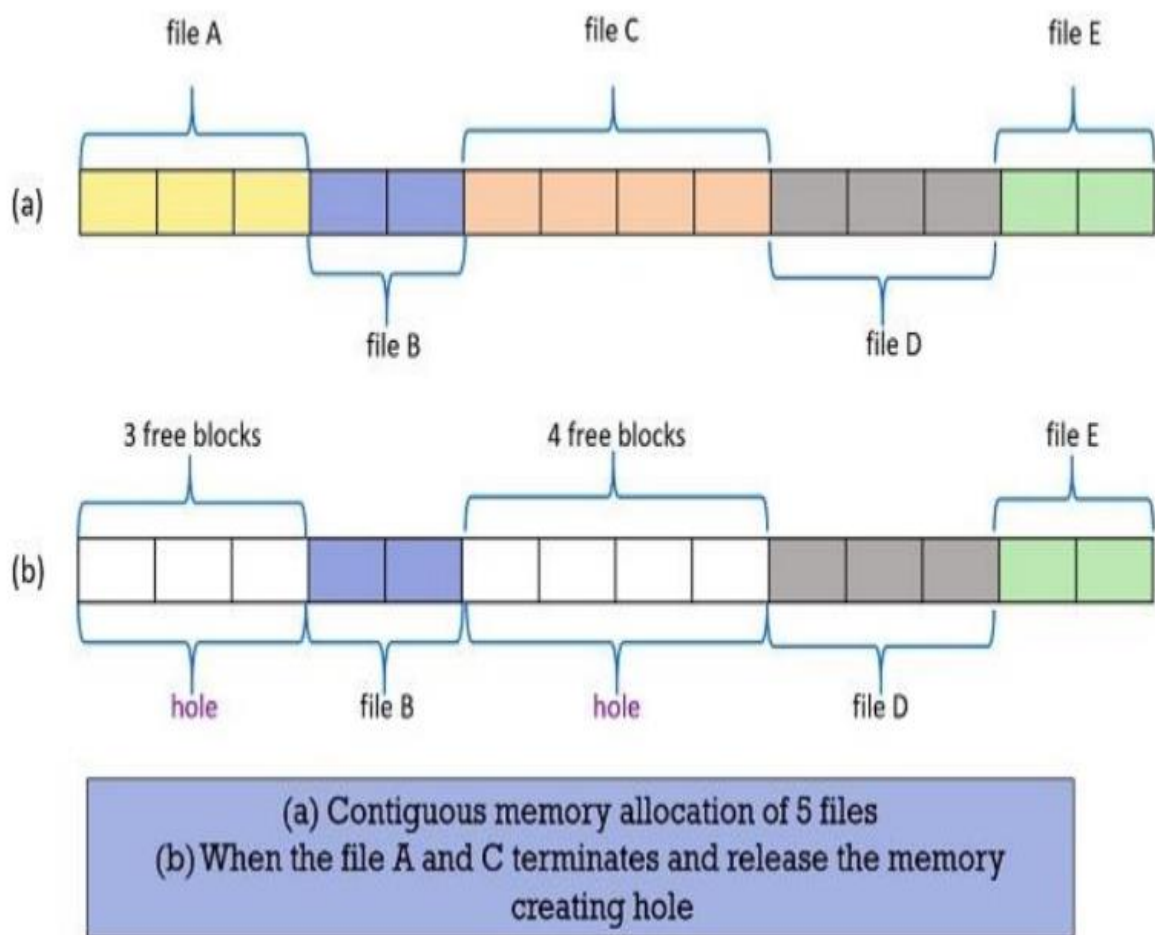 file A
file C
file E
(a)
file B
file D
3 free blocks
4 free blocks
file E
(b)
hole
file B
hole
file D
(a) Contiguous memory allocation of 5 files
(b) When the file A and C terminates and release the memory
creating hole